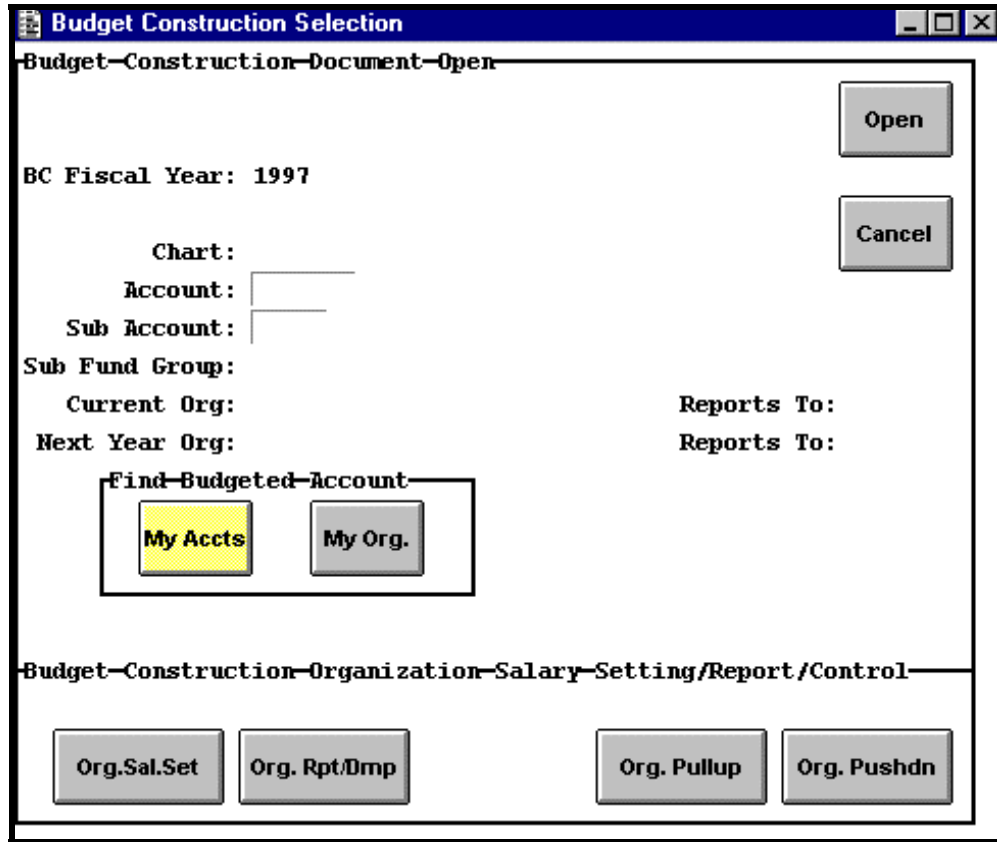 Budget Construction Selection
Budget Construction Document Open
Open
BC Fiscal Year: 1997
Cancel
Chart:
Account:
Sub Account:
Sub Fund Group:
Current Org: Reports To:
Next Year Org: Reports To:
Find Budgeted Account
My Accts My Org.
Budget Construction Organization Salary Setting/Report/Control
Org.Sal.Set Org. Rpt/Dmp Org. Pullup Org. Pushdn